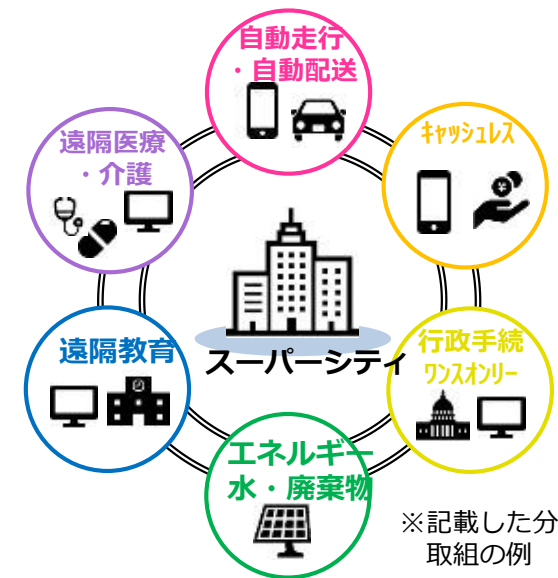 自動走行
・自動配送
遠隔医療
・介護
ｷｬｯｼｭﾚｽ
スーパーシティ
遠隔教育
行政手続
ﾜﾝｽｵﾝﾘｰ
エネルギー
水・廃棄物
※記載した分
取組の例